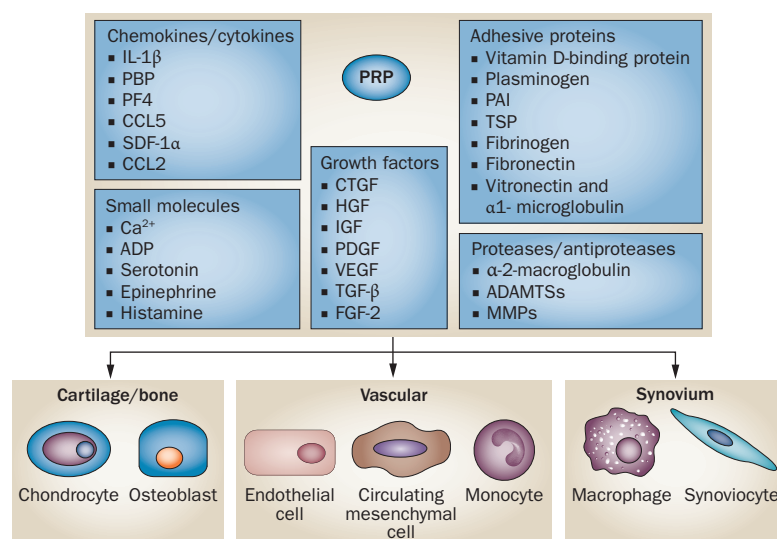 Chemokines/cytokines
▪ IL-1β
▪ PBP
▪ PF4
▪ CCL5
▪ SDF-1α
▪ CCL2
PRP
Adhesive proteins
▪ Vitamin D-binding protein
▪ Plasminogen
▪ PAI
▪ TSP
▪ Fibrinogen
▪ Fibronectin
▪ Vitronectin and
α1- microglobulin
Small molecules
▪ Ca²⁺
▪ ADP
▪ Serotonin
▪ Epinephrine
▪ Histamine
Growth factors
▪ CTGF
▪ HGF
▪ IGF
▪ PDGF
▪ VEGF
▪ TGF-β
▪ FGF-2
Proteases/antiproteases
▪ α-2-macroglobulin
▪ ADAMTSs
▪ MMPs
Cartilage/bone
Chondrocyte
Osteoblast
Vascular
Endothelial
cell
Circulating
mesenchymal
cell
Monocyte
Synovium
Macrophage
Synoviocyte